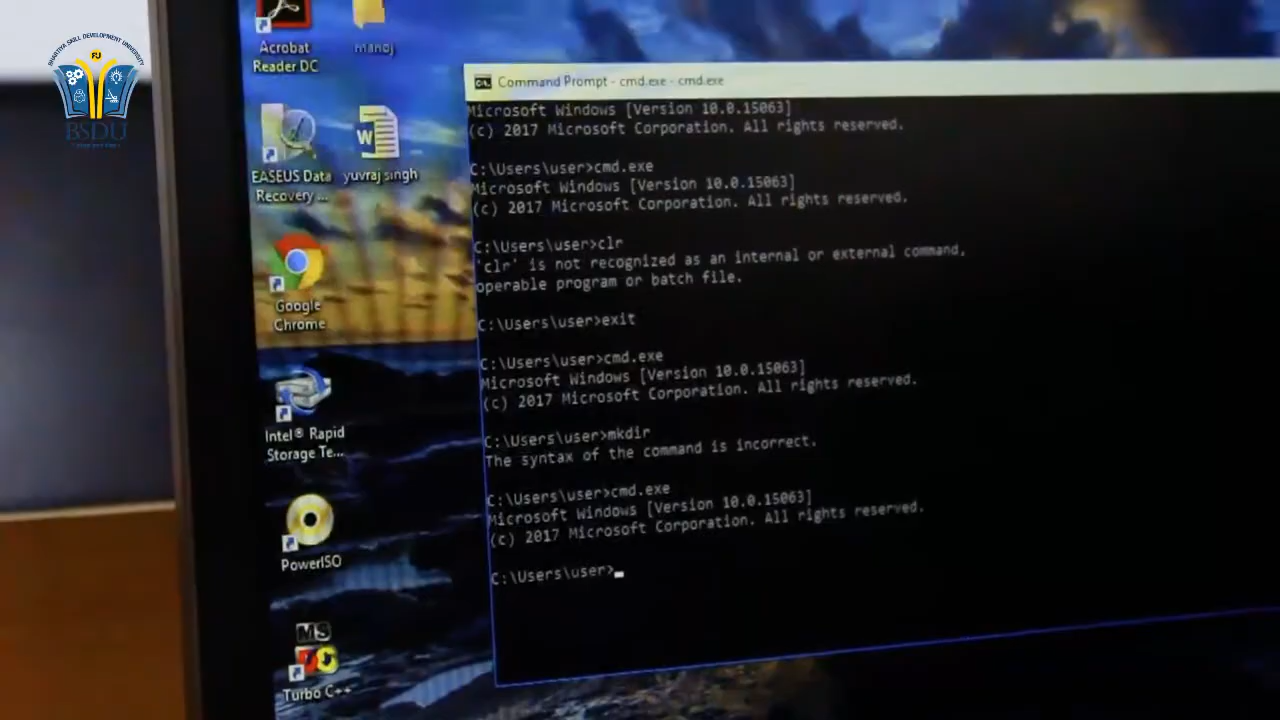 BHARTIYA SKILL DEVELOPMENT UNIVERSITY
BSDU
Acrobat
Reader DC
manoj
EASEUS Data
Recovery ...
yuvraj singh
Google
Chrome
Intel® Rapid
Storage Te...
PowerISO
MS
Turbo C++
Command Prompt - cmd.exe - cmd.exe
Microsoft Windows [Version 10.0.15063]
(c) 2017 Microsoft Corporation. All rights reserved.
C:\Users\user>cmd.exe
Microsoft Windows [Version 10.0.15063]
(c) 2017 Microsoft Corporation. All rights reserved.
C:\Users\user>clr
'clr' is not recognized as an internal or external command,
operable program or batch file.
C:\Users\user>exit
C:\Users\user>cmd.exe
Microsoft Windows [Version 10.0.15063]
(c) 2017 Microsoft Corporation. All rights reserved.
C:\Users\user>mkdir
The syntax of the command is incorrect.
C:\Users\user>cmd.exe
Microsoft Windows [Version 10.0.15063]
(c) 2017 Microsoft Corporation. All rights reserved.
C:\Users\user>